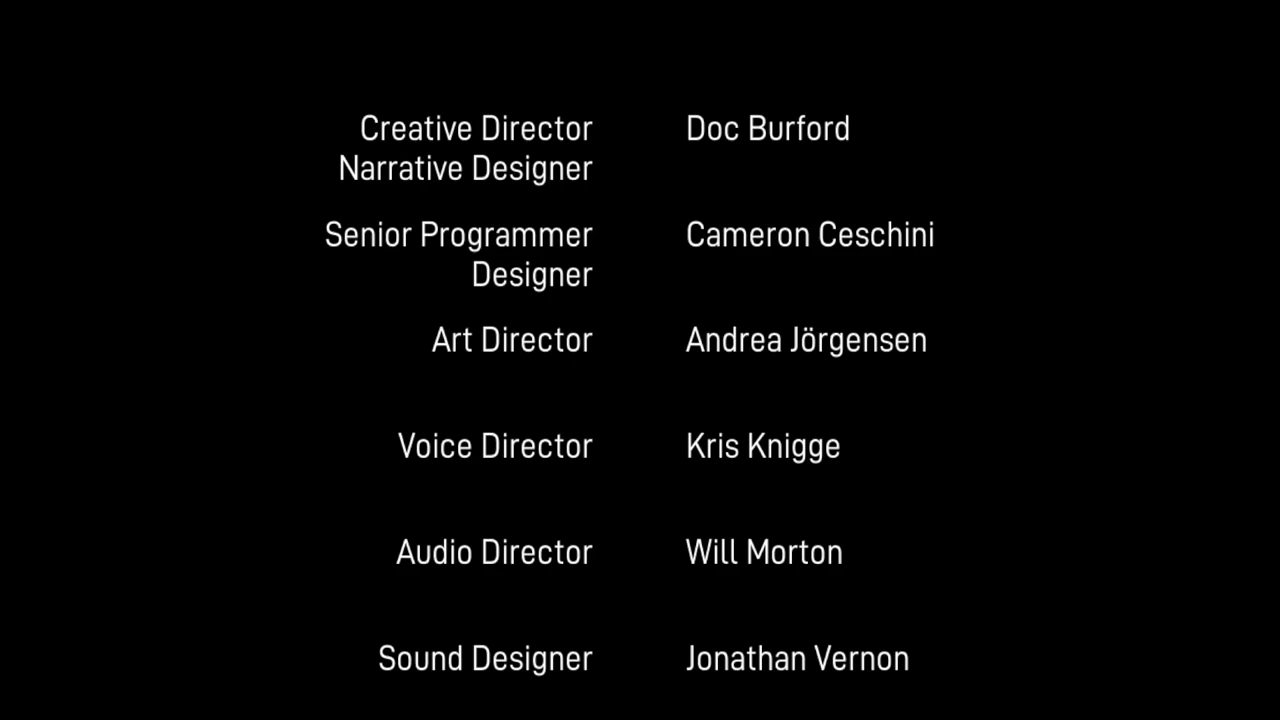 Creative Director Doc Burford
Narrative Designer
Senior Programmer Cameron Ceschini
Designer
Art Director Andrea Jörgensen
Voice Director Kris Knigge
Audio Director Will Morton
Sound Designer Jonathan Vernon